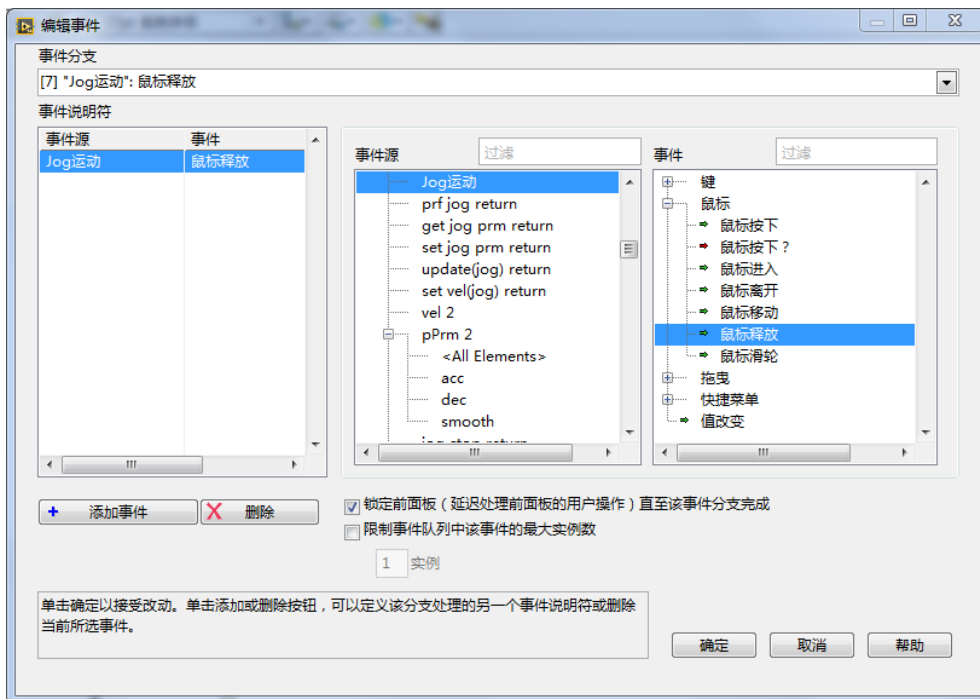 编辑事件
事件分支
[7] "Jog运动": 鼠标释放
事件说明符
事件源 事件
Jog运动 鼠标释放
事件源 过滤
Jog运动
prf jog return
get jog prm return
set jog prm return
update(jog) return
set vel(jog) return
vel 2
pPrm 2
<All Elements>
acc
dec
smooth
事件 过滤
键
鼠标
鼠标按下
鼠标按下？
鼠标进入
鼠标离开
鼠标移动
鼠标释放
鼠标滑轮
拖曳
快捷菜单
值改变
添加事件 删除
锁定前面板（延迟处理前面板的用户操作）直至该事件分支完成
限制事件队列中该事件的最大实例数
1 实例
单击确定以接受改动。单击添加或删除按钮，可以定义该分支处理的另一个事件说明符或删除
当前所选事件。
确定 取消 帮助